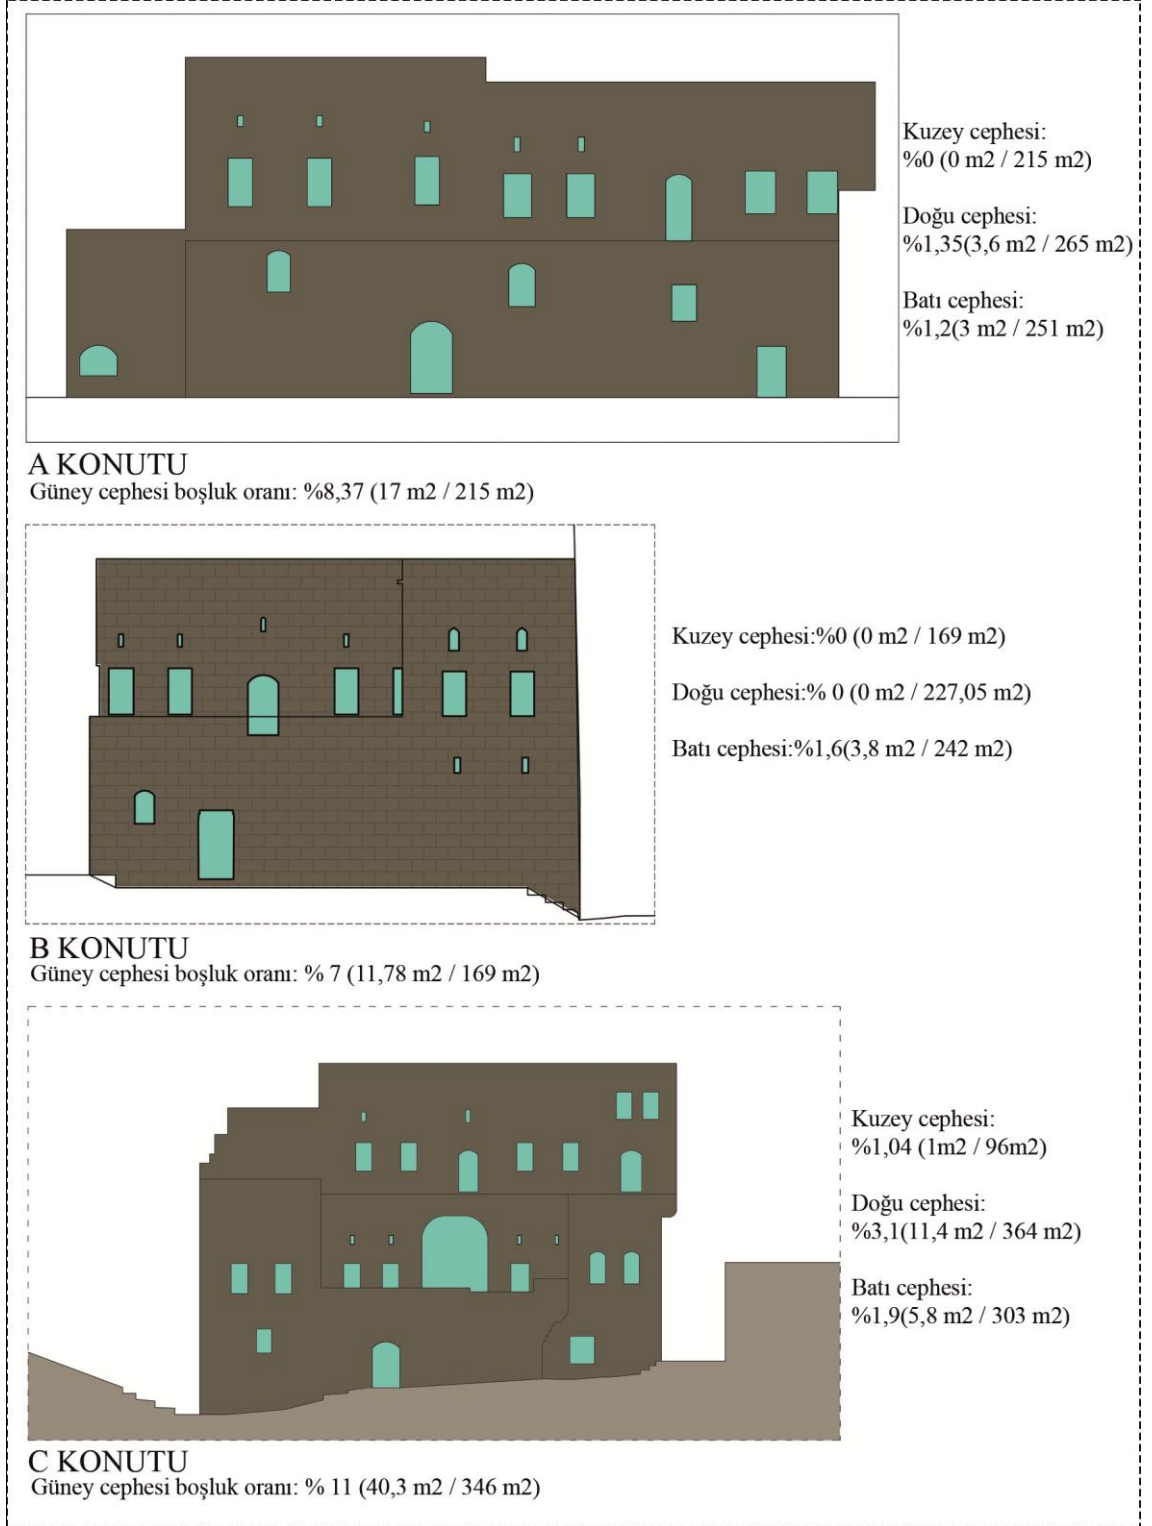 Kuzey cephesi:
%0 (0 m2 / 215 m2)
Doğu cephesi:
%1,35(3,6 m2 / 265 m2)
Batı cephesi:
%1,2(3 m2 / 251 m2)
A KONUTU
Güney cephesi boşluk oranı: %8,37 (17 m2 / 215 m2)
Kuzey cephesi:%0 (0 m2 / 169 m2)
Doğu cephesi:% 0 (0 m2 / 227,05 m2)
Batı cephesi:%1,6(3,8 m2 / 242 m2)
B KONUTU
Güney cephesi boşluk oranı: % 7 (11,78 m2 / 169 m2)
Kuzey cephesi:
%1,04 (1m2 / 96m2)
Doğu cephesi:
%3,1(11,4 m2 / 364 m2)
Batı cephesi:
%1,9(5,8 m2 / 303 m2)
C KONUTU
Güney cephesi boşluk oranı: % 11 (40,3 m2 / 346 m2)